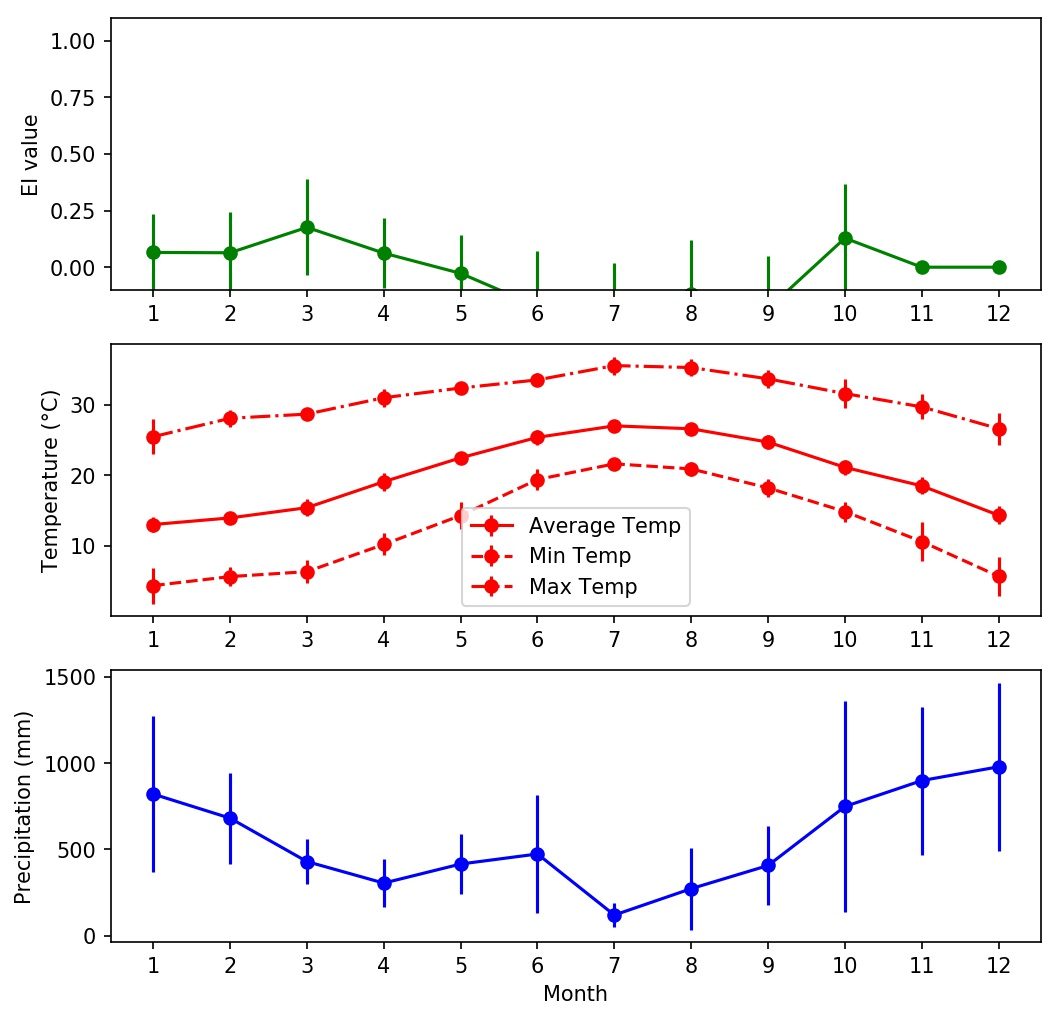 1.00
0.75
0.50
0.25
0.00
EI value
1 2 3 4 5 6 7 8 9 10 11 12
30
20
10
Temperature (°C)
Average Temp
Min Temp
Max Temp
1 2 3 4 5 6 7 8 9 10 11 12
1500
1000
500
0
Precipitation (mm)
1 2 3 4 5 6 7 8 9 10 11 12
Month